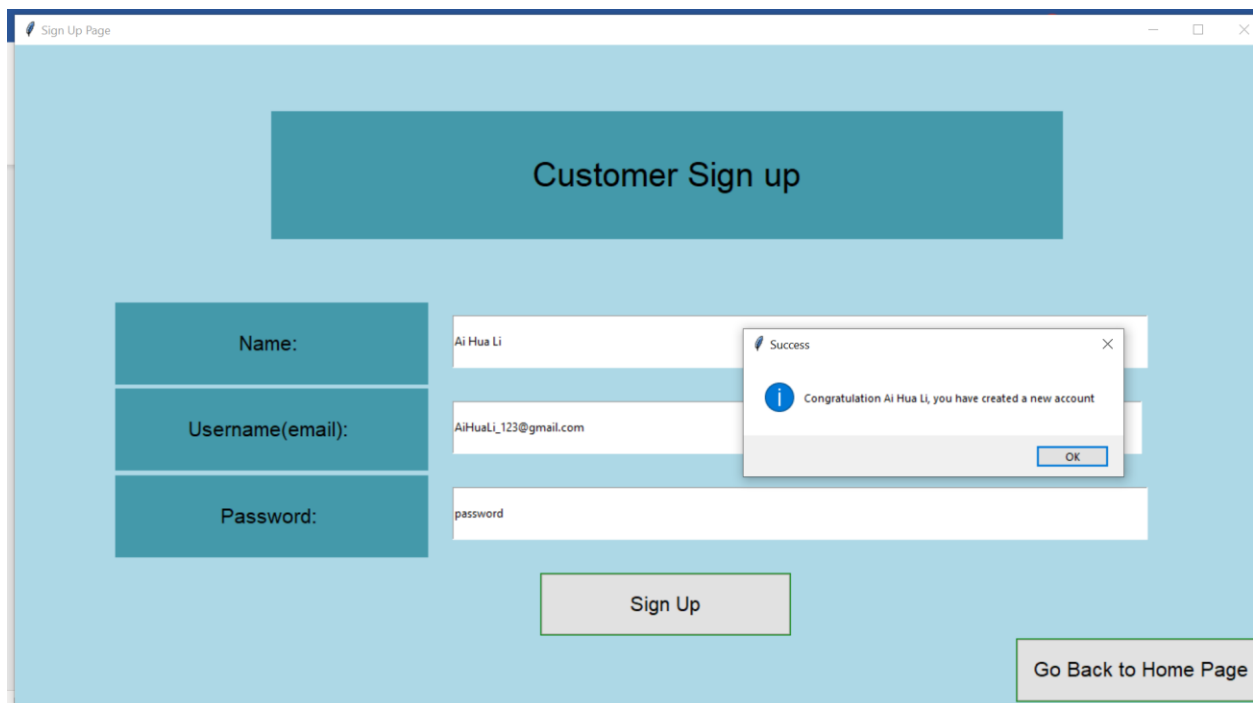 Sign Up Page
Customer Sign up
Name:
Ai Hua Li
Success
Congratulation Ai Hua Li, you have created a new account
OK
Username(email):
AiHuaLi_123@gmail.com
Password:
password
Sign Up
Go Back to Home Page